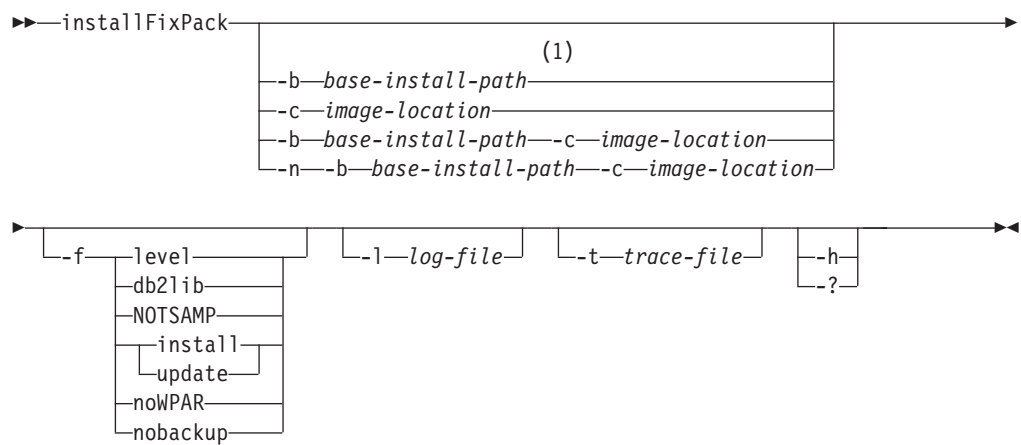 installFixPack
(1)
-b base-install-path
-c image-location
-b base-install-path -c image-location
-n -b base-install-path -c image-location
-f level -l log-file -t trace-file -h
db2lib -?
NOTSAMP
install
update
noWPAR
nobackup